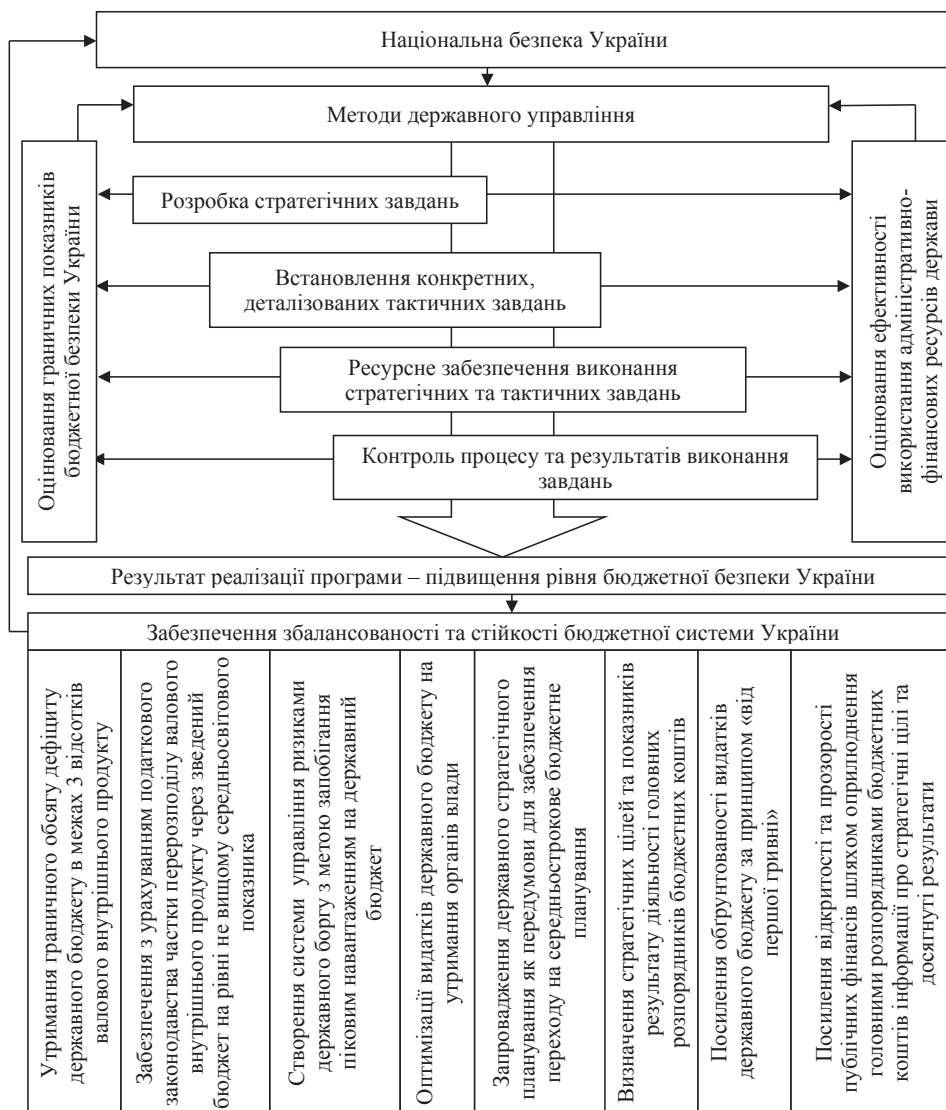 Національна безпека України
Методи державного управління
Оцінювання граничних показників
бюджетної безпеки України
Розробка стратегічних завдань
Встановлення конкретних,
деталізованих тактичних завдань
Ресурсне забезпечення виконання
стратегічних та тактичних завдань
Контроль процесу та результатів виконання
завдань
Оцінювання ефективності
використання адміністративно-
фінансових ресурсів держави
Результат реалізації програми – підвищення рівня бюджетної безпеки України
Забезпечення збалансованості та стійкості бюджетної системи України
Утримання граничного обсягу дефіциту
державного бюджету в межах 3 відсотків
валового внутрішнього продукту
Забезпечення з урахуванням податкового
законодавства частки перерозподілу валового
внутрішнього продукту через зведений
бюджет на рівні не вищому середньосвітового
показника
Створення системи управління ризиками
державного боргу з метою запобігання
піковим навантаженням на державний
бюджет
Оптимізації видатків державного бюджету на
утримання органів влади
Запровадження державного стратегічного
планування як передумови для забезпечення
переходу на середньострокове бюджетне
планування
Визначення стратегічних цілей та показників
результату діяльності головних
розпорядників бюджетних коштів
Посилення обґрунтованості видатків
державного бюджету за принципом «від
першої гривні»
Посилення відкритості та прозорості
публічних фінансів шляхом оприлюднення
головними розпорядниками бюджетних
коштів інформації про стратегічні цілі та
досягнуті результати